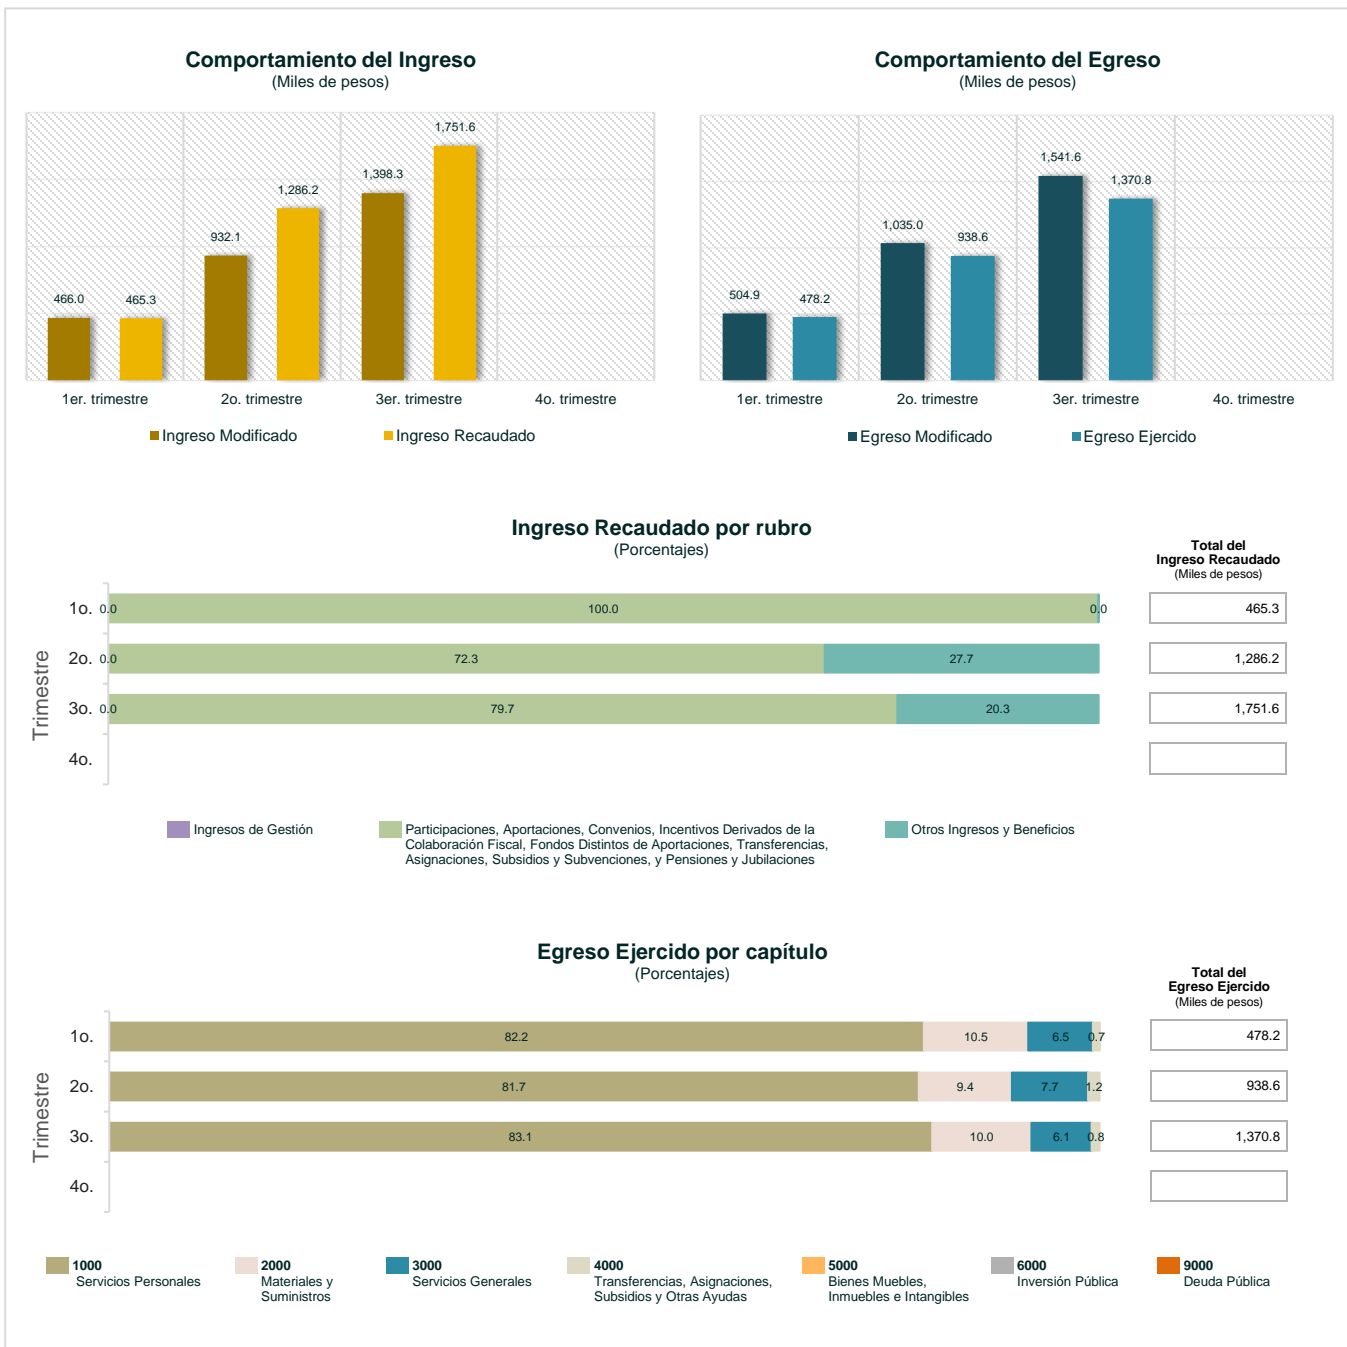 Comportamiento del Ingreso
(Miles de pesos)
1,751.6
1,398.3
1,286.2
932.1
466.0
465.3
1er. trimestre
2o. trimestre
3er. trimestre
4o. trimestre
Ingreso Modificado
Ingreso Recaudado
Comportamiento del Egreso
(Miles de pesos)
1,541.6
1,370.8
1,035.0
938.6
504.9
478.2
1er. trimestre
2o. trimestre
3er. trimestre
4o. trimestre
Egreso Modificado
Egreso Ejercido
Ingreso Recaudado por rubro
(Porcentajes)
Total del
Ingreso Recaudado
(Miles de pesos)
Trimestre
1o. 0.0 100.0 0.0 465.3
2o. 0.0 72.3 27.7 1,286.2
3o. 0.0 79.7 20.3 1,751.6
4o.
Ingresos de Gestión
Participaciones, Aportaciones, Convenios, Incentivos Derivados de la
Colaboración Fiscal, Fondos Distintos de Aportaciones, Transferencias,
Asignaciones, Subsidios y Subvenciones, y Pensiones y Jubilaciones
Otros Ingresos y Beneficios
Egreso Ejercido por capítulo
(Porcentajes)
Total del
Egreso Ejercido
(Miles de pesos)
Trimestre
1o. 82.2 10.5 6.5 0.7 478.2
2o. 81.7 9.4 7.7 1.2 938.6
3o. 83.1 10.0 6.1 0.8 1,370.8
4o.
1000
Servicios Personales
2000
Materiales y
Suministros
3000
Servicios Generales
4000
Transferencias, Asignaciones,
Subsidios y Otras Ayudas
5000
Bienes Muebles,
Inmuebles e Intangibles
6000
Inversión Pública
9000
Deuda Pública